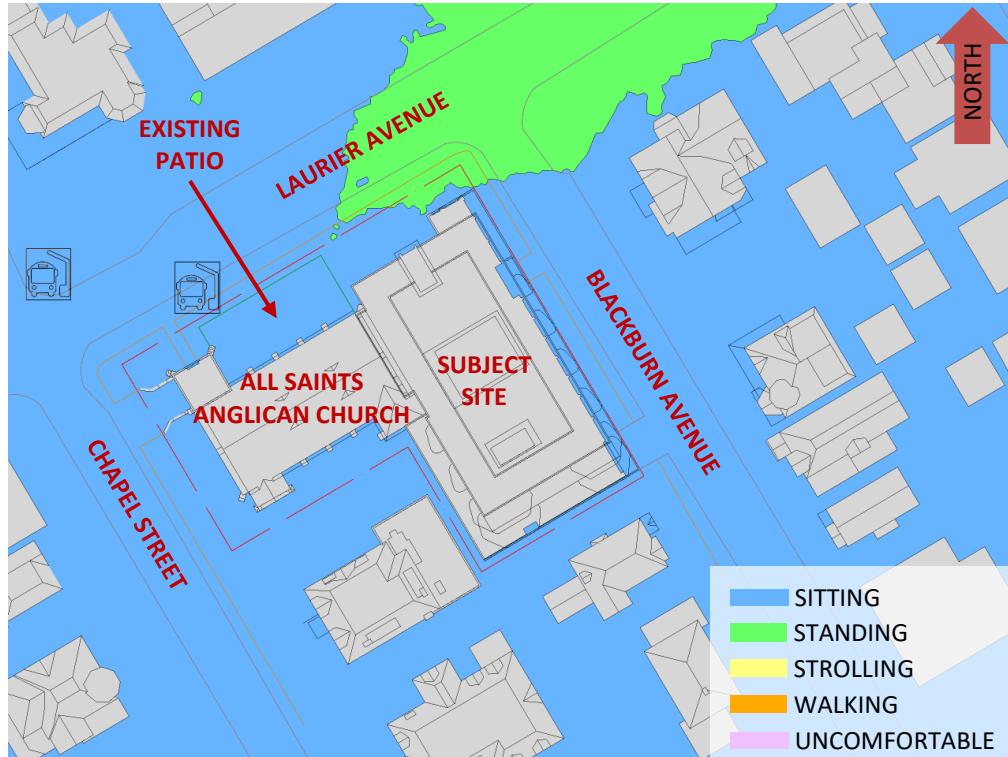 NORTH
EXISTING
PATIO
LAURIER AVENUE
BLACKBURN AVENUE
SUBJECT
SITE
ALL SAINTS
ANGLICAN CHURCH
CHAPEL STREET
SITTING
STANDING
STROLLING
WALKING
UNCOMFORTABLE